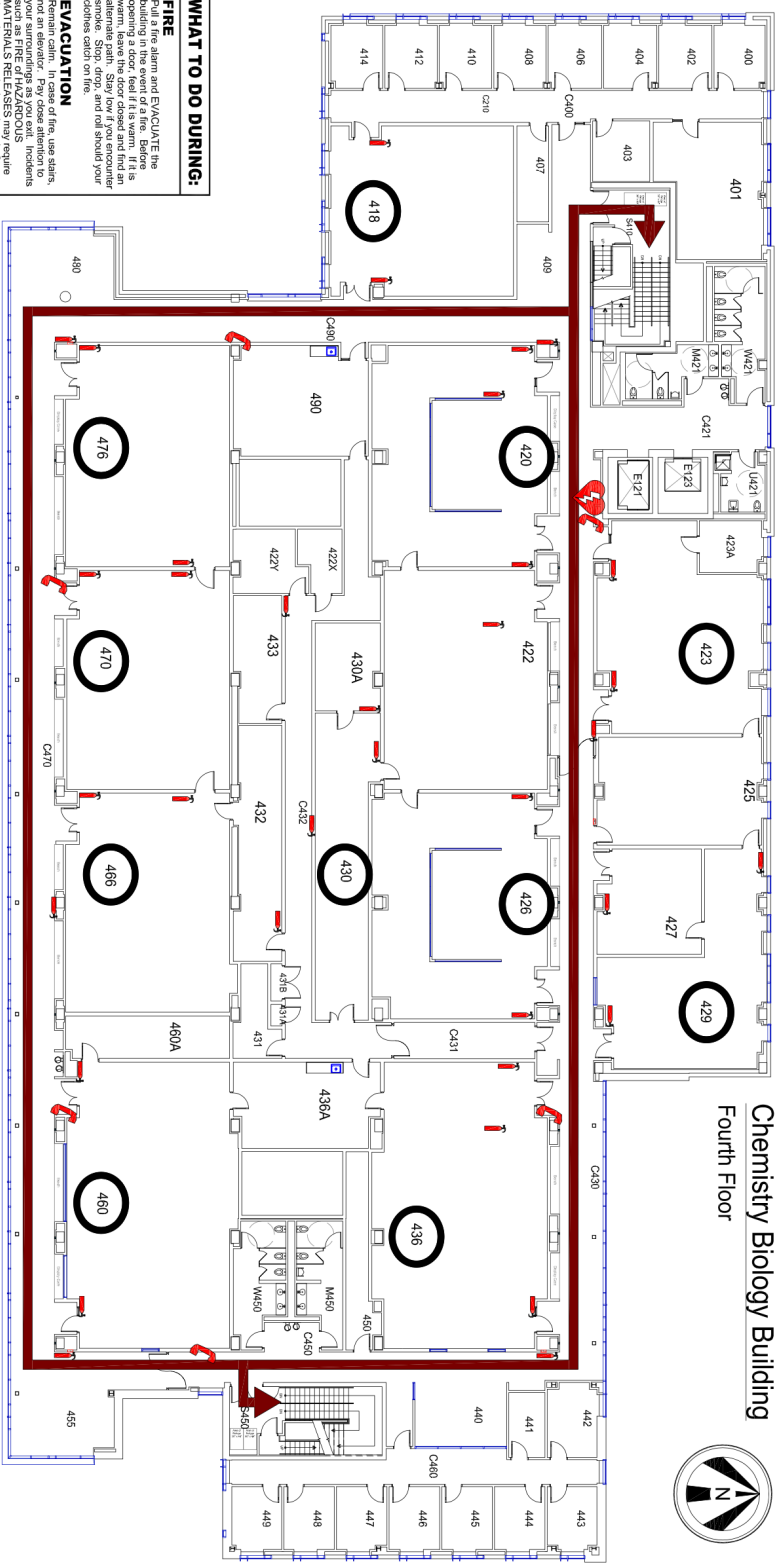 Chemistry Biology Building
Fourth Floor
N
WHAT TO DO DURING:
FIRE
Pull a fire alarm and EVACUATE the
building in the event of a fire. Before
opening a door, feel if it is warm. If it is
warm, leave the door closed and find an
alternate path. Stay low if you encounter
smoke. Stop, drop, and roll should your
clothes catch on fire.
EVACUATION
Remain calm. In case of fire, use stairs,
not an elevator. Pay close attention to
your surroundings as you exit. Incidents
such as FIRE of HAZARDOUS
MATERIALS RELEASES may require
400
402
404
406
408
410
412
414
C400
C210
401
403
407
409
418
S410
W421
M421
C421
U421
E123
E121
423A
423
425
427
429
C430
480
C490
490
420
422
422X
422Y
430A
433
430
C432
432
426
431B
431A
431
C431
476
470
C470
466
460A
460
436A
436
W450
M450
C450
450
S450
455
440
441
442
C460
443
444
445
446
447
448
449